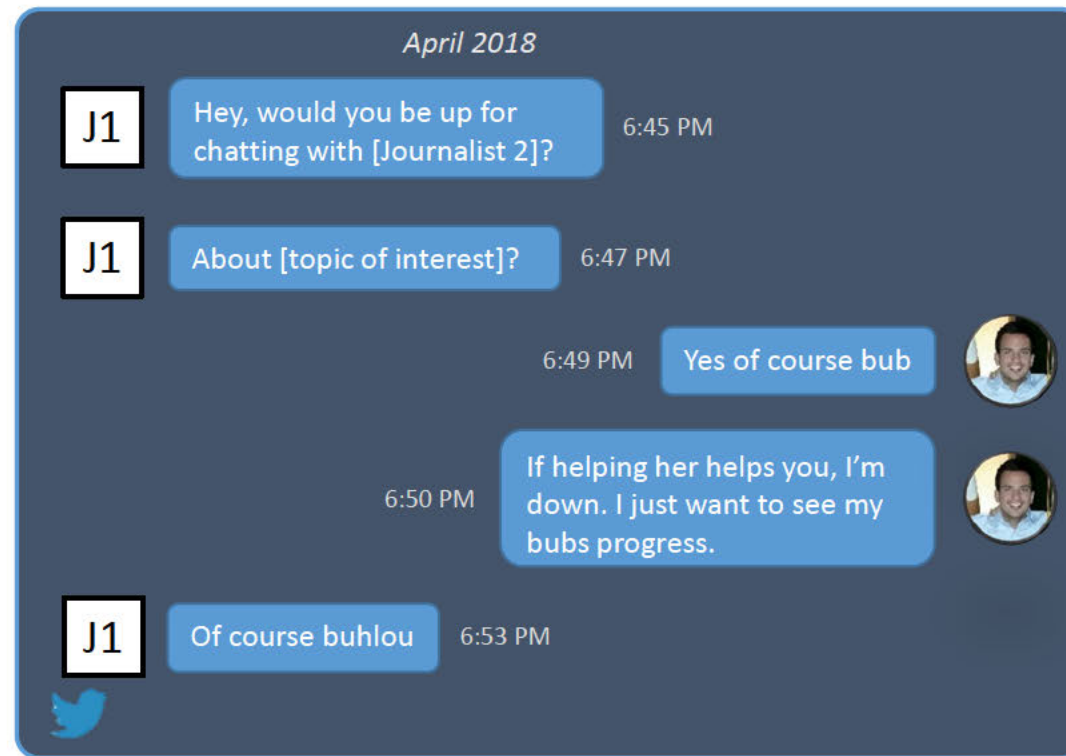 April 2018
J1
Hey, would you be up for
chatting with [Journalist 2]?
6:45 PM
J1
About [topic of interest]?
6:47 PM
6:49 PM
Yes of course bub
If helping her helps you, I’m
down. I just want to see my
bubs progress.
6:50 PM
J1
Of course buhlou
6:53 PM